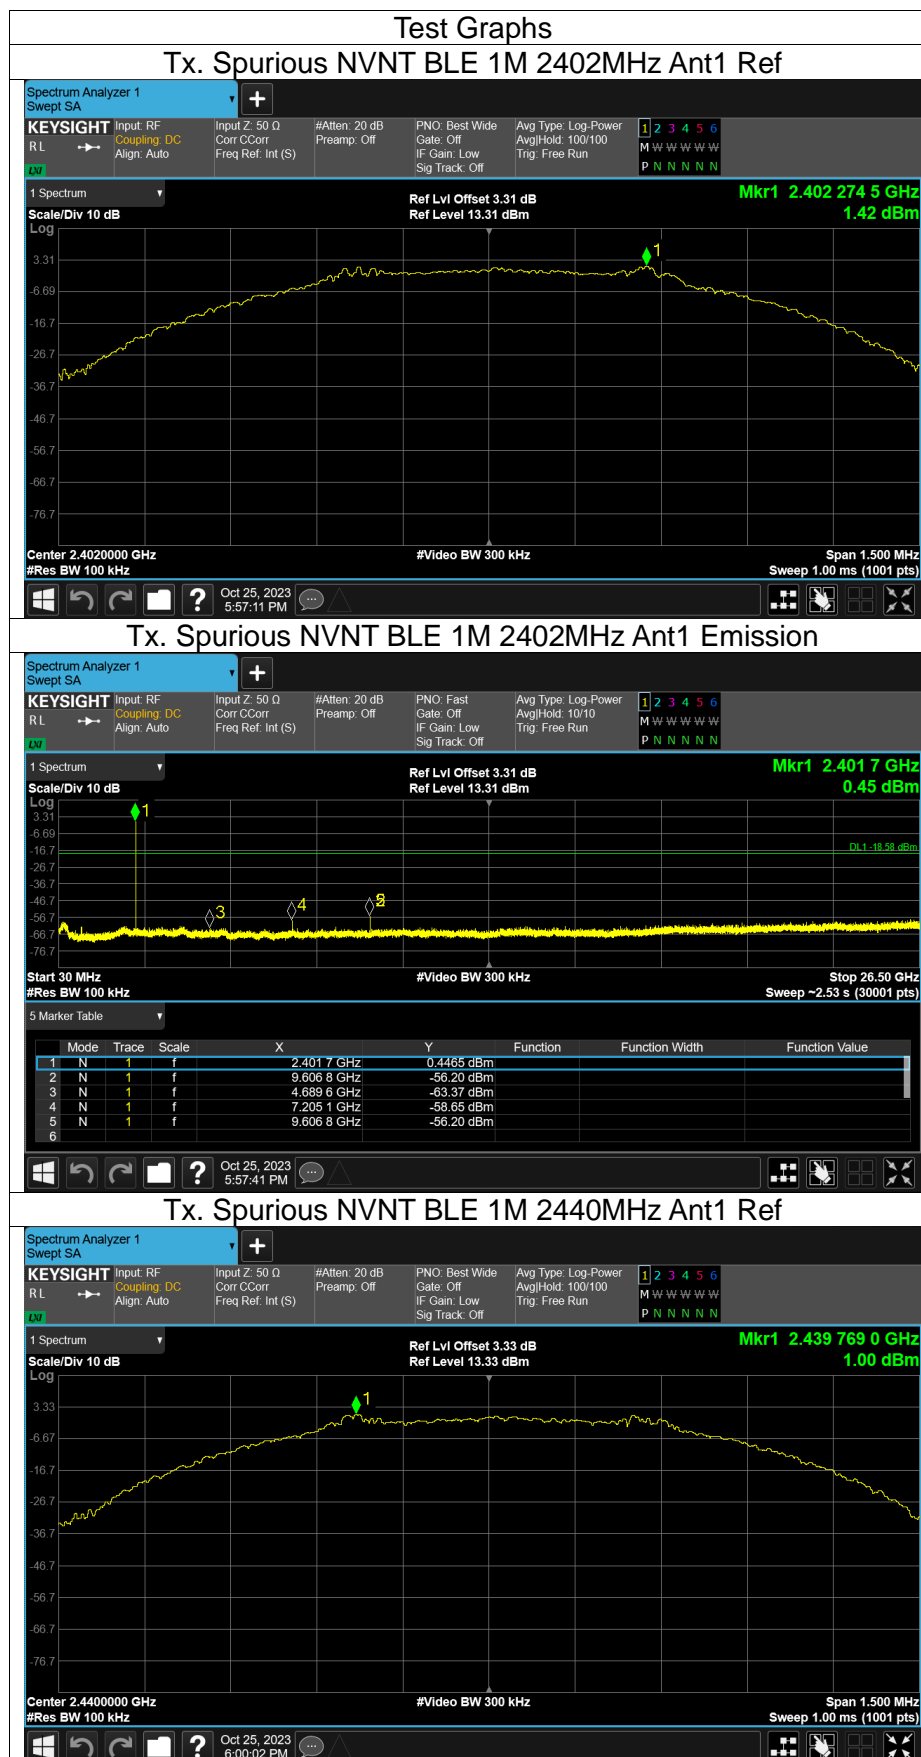 Test Graphs
Tx. Spurious NVNT BLE 1M 2402MHz Ant1 Ref
Spectrum Analyzer 1
Swept SA
+
KEYSIGHT Input: RF Input Z: 50 Ω #Atten: 20 dB PNO: Best Wide Avg Type: Log-Power 1 2 3 4 5 6
RL Coupling: DC Corr CCorr Preamp: Off Gate: Off Avg|Hold: 100/100 M W W W W W
Align: Auto Freq Ref: Int (S) IF Gain: Low Trig: Free Run
LXI Sig Track: Off P N N N N N
1 Spectrum Ref Lvl Offset 3.31 dB Mkr1 2.402 274 5 GHz
Scale/Div 10 dB Ref Level 13.31 dBm 1.42 dBm
Log
1
3.31
-6.69
-16.7
-26.7
-36.7
-46.7
-56.7
-66.7
-76.7
Center 2.4020000 GHz #Video BW 300 kHz Span 1.500 MHz
#Res BW 100 kHz Sweep 1.00 ms (1001 pts)
? Oct 25, 2023
5:57:11 PM
Tx. Spurious NVNT BLE 1M 2402MHz Ant1 Emission
Spectrum Analyzer 1
Swept SA
+
KEYSIGHT Input: RF Input Z: 50 Ω #Atten: 20 dB PNO: Fast Avg Type: Log-Power 1 2 3 4 5 6
RL Coupling: DC Corr CCorr Preamp: Off Gate: Off Avg|Hold: 10/10 M W W W W W
Align: Auto Freq Ref: Int (S) IF Gain: Low Trig: Free Run
LXI Sig Track: Off P N N N N N
1 Spectrum Ref Lvl Offset 3.31 dB Mkr1 2.401 7 GHz
Scale/Div 10 dB Ref Level 13.31 dBm 0.45 dBm
Log
1
3.31
-6.69
-16.7 DL1 -18.58 dBm
-26.7
-36.7
-46.7
3 4
-56.7
-66.7
-76.7
Start 30 MHz #Video BW 300 kHz Stop 26.50 GHz
#Res BW 100 kHz Sweep ~2.53 s (30001 pts)
5 Marker Table
Mode Trace Scale X Y Function Function Width Function Value
1 N 1 f 2.401 7 GHz 0.4465 dBm
2 N 1 f 9.606 8 GHz -56.20 dBm
3 N 1 f 4.689 6 GHz -63.37 dBm
4 N 1 f 7.205 1 GHz -58.65 dBm
5 N 1 f 9.606 8 GHz -56.20 dBm
6
? Oct 25, 2023
5:57:41 PM
Tx. Spurious NVNT BLE 1M 2440MHz Ant1 Ref
Spectrum Analyzer 1
Swept SA
+
KEYSIGHT Input: RF Input Z: 50 Ω #Atten: 20 dB PNO: Best Wide Avg Type: Log-Power 1 2 3 4 5 6
RL Coupling: DC Corr CCorr Preamp: Off Gate: Off Avg|Hold: 100/100 M W W W W W
Align: Auto Freq Ref: Int (S) IF Gain: Low Trig: Free Run
LXI Sig Track: Off P N N N N N
1 Spectrum Ref Lvl Offset 3.33 dB Mkr1 2.439 769 0 GHz
Scale/Div 10 dB Ref Level 13.33 dBm 1.00 dBm
Log
1
3.33
-6.67
-16.7
-26.7
-36.7
-46.7
-56.7
-66.7
-76.7
Center 2.4400000 GHz #Video BW 300 kHz Span 1.500 MHz
#Res BW 100 kHz Sweep 1.00 ms (1001 pts)
? Oct 25, 2023
6:00:02 PM